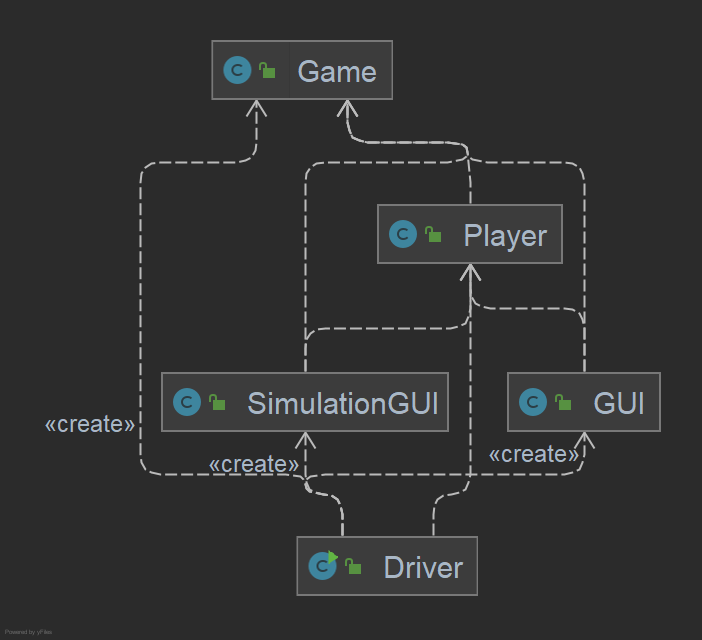 Game
Player
SimulationGUI
GUI
«create»
«create»
«create»
Driver
Powered by yFiles